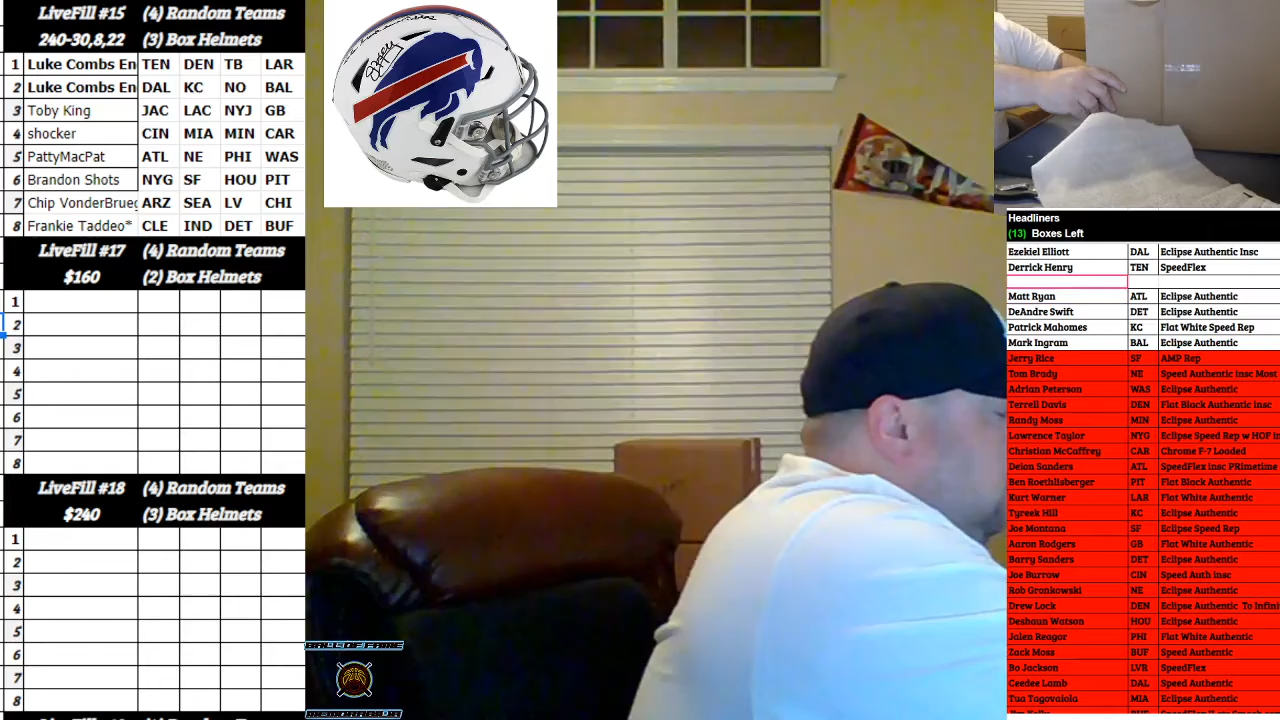 LiveFill #15 (4) Random Teams
240-30,8,22 (3) Box Helmets
1 Luke Combs En TEN DEN TB LAR
2 Luke Combs En DAL KC NO BAL
3 Toby King JAC LAC NYJ GB
4 shocker CIN MIA MIN CAR
5 PattyMacPat ATL NE PHI WAS
6 Brandon Shots NYG SF HOU PIT
7 Chip VonderBrueg ARZ SEA LV CHI
8 Frankie Taddeo* CLE IND DET BUF
LiveFill #17 (4) Random Teams
$160 (2) Box Helmets
1
2
3
4
5
6
7
8
LiveFill #18 (4) Random Teams
$240 (3) Box Helmets
1
2
3
4
5
6
7
8
BALL OF FAME
MEMORABILIA
Headliners
(13) Boxes Left
Ezekiel Elliott DAL Eclipse Authentic Insc
Derrick Henry TEN SpeedFlex
Matt Ryan ATL Eclipse Authentic
DeAndre Swift DET Eclipse Authentic
Patrick Mahomes KC Flat White Speed Rep
Mark Ingram BAL Eclipse Authentic
Jerry Rice SF AMP Rep
Tom Brady NE Speed Authentic insc Most
Adrian Peterson WAS Eclipse Authentic
Terrell Davis DEN Flat Black Authentic insc
Randy Moss MIN Eclipse Authentic
Lawrence Taylor NYG Eclipse Speed Rep w HOF in
Christian McCaffrey CAR Chrome F-7 Loaded
Deion Sanders ATL SpeedFlex insc PRimetime
Ben Roethlisberger PIT Flat Black Authentic
Kurt Warner LAR Flat White Authentic
Tyreek Hill KC Eclipse Authentic
Joe Montana SF Eclipse Speed Rep
Aaron Rodgers GB Flat White Authentic
Barry Sanders DET Eclipse Authentic
Joe Burrow CIN Speed Auth insc
Rob Gronkowski NE Eclipse Authentic
Drew Lock DEN Eclipse Authentic To Infini
Deshaun Watson HOU Eclipse Authentic
Jalen Reagor PHI Flat White Authentic
Zack Moss BUF Speed Authentic
Bo Jackson LVR SpeedFlex
Ceedee Lamb DAL Speed Authentic
Tua Tagovaiola MIA Eclipse Authentic